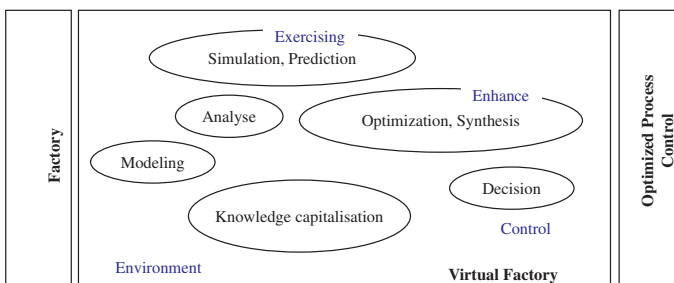 Factory
Exercising
Simulation, Prediction
Enhance
Analyse
Optimization, Synthesis
Modeling
Decision
Knowledge capitalisation
Control
Environment
Virtual Factory
Optimized Process
Control